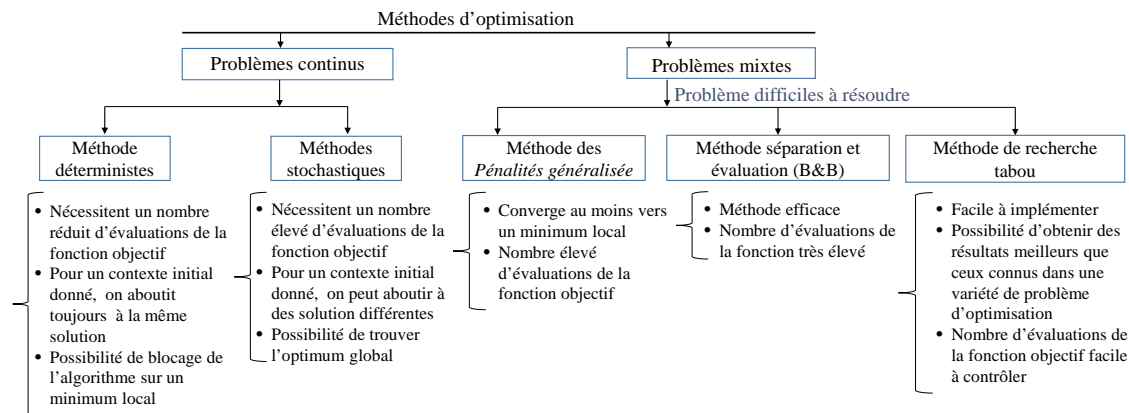 Méthodes d’optimisation
Problèmes continus
Problèmes mixtes
Problème difficiles à résoudre
Méthode
déterministes
Méthodes
stochastiques
Méthode des
Pénalités généralisée
Méthode séparation et
évaluation (B&B)
Méthode de recherche
tabou
• Nécessitent un nombre
réduit d’évaluations de la
fonction objectif
• Pour un contexte initial
donné, on aboutit
toujours à la même
solution
• Possibilité de blocage de
l’algorithme sur un
minimum local
• Nécessitent un nombre
élevé d’évaluations de la
fonction objectif
• Pour un contexte initial
donné, on peut aboutir à
des solution différentes
• Possibilité de trouver
l’optimum global
• Converge au moins vers
un minimum local
• Nombre élevé
d’évaluations de la
fonction objectif
• Méthode efficace
• Nombre d’évaluations de
la fonction très élevé
• Facile à implémenter
• Possibilité d’obtenir des
résultats meilleurs que
ceux connus dans une
variété de problème
d’optimisation
• Nombre d’évaluations de
la fonction objectif facile
à contrôler